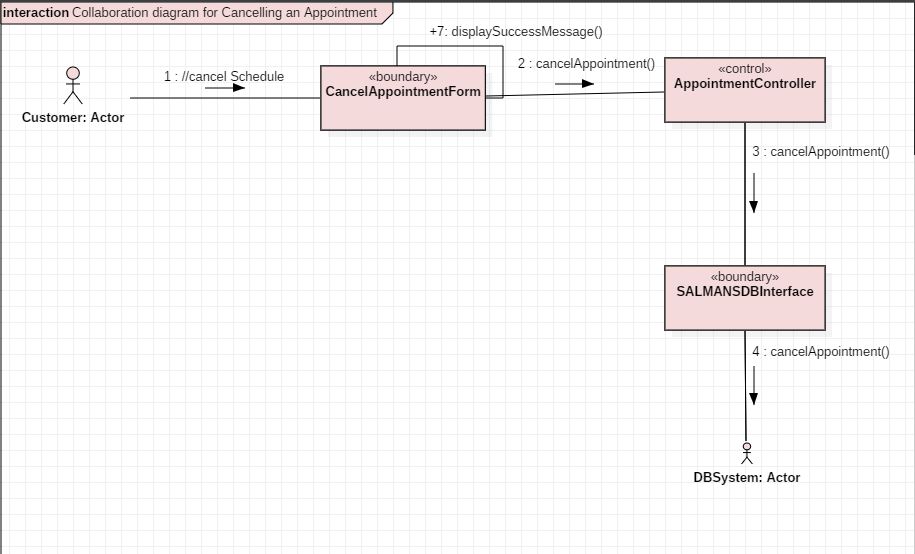 interaction Collaboration diagram for Cancelling an Appointment
+7: displaySuccessMessage()
1 : //cancel Schedule
Customer: Actor
«boundary»
CancelAppointmentForm
2 : cancelAppointment()
«control»
AppointmentController
3 : cancelAppointment()
«boundary»
SALMANSDBInterface
4 : cancelAppointment()
DBSystem: Actor